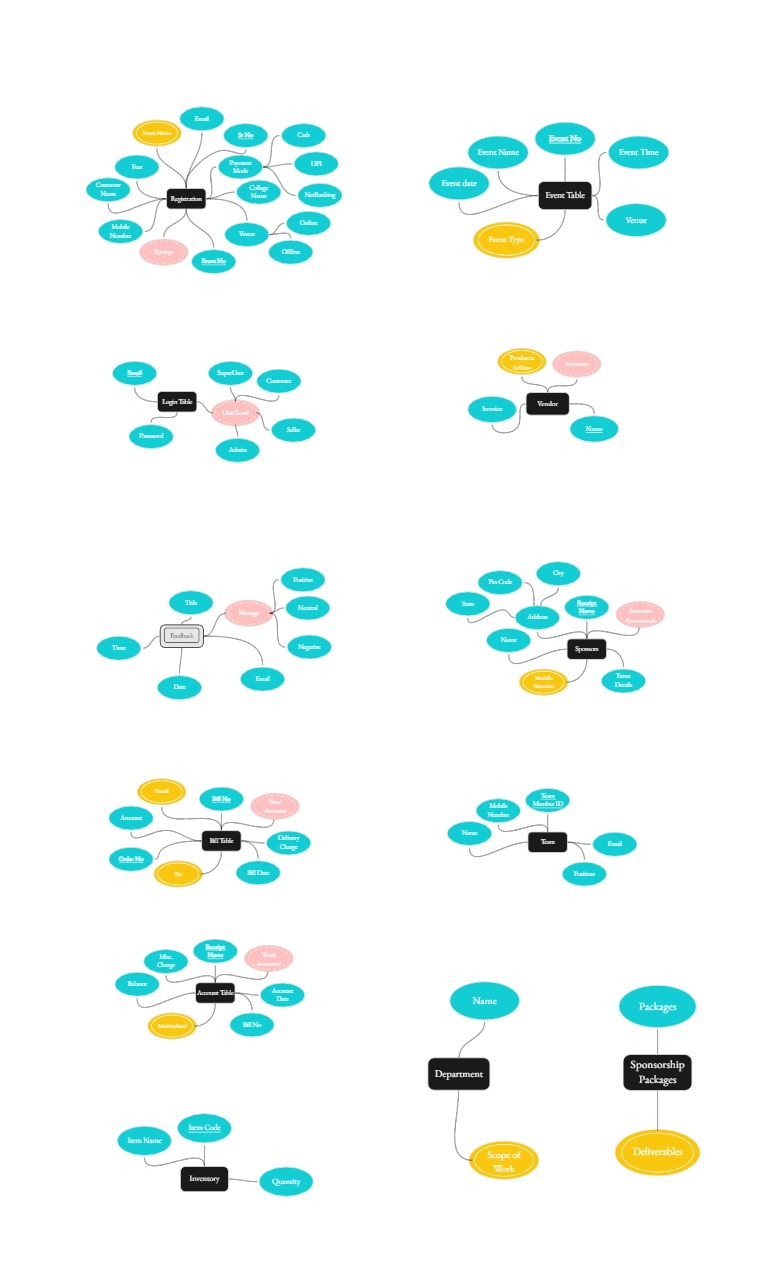 Email
Event Name
Sr No
Cash
Payment
Mode
UPI
Fees
Customer
Name
College
Name
NetBanking
Registration
Mobile
Number
Venue
Online
Offline
Event No
Event No
Event Name
Event Time
Event date
Event Table
Venue
Event Type
Email
SuperUser
Customer
Login Table
User Level
Password
Seller
Admin
Products
Selling
Amount
Invoice
Vendor
Name
Positive
Title
Message
Neutral
Feedback
Time
Negative
Date
Email
City
Pin Code
State
Address
Receipt
Name
Amount
Sponsored
Name
Sponsors
Mobile
Number
Event
Details
Email
Bill No
Final
Amount
Amount
Bill Table
Delivery
Charge
Order No
Tax
Bill Date
Team
Member ID
Mobile
Number
Name
Team
Email
Position
Misc.
Charge
Receipt
Name
Total
Amount
Balance
Account Table
Account
Date
Bill No
Name
Packages
Department
Sponsorship
Packages
Scope of
Work
Deliverables
Item Code
Item Name
Inventory
Quantity